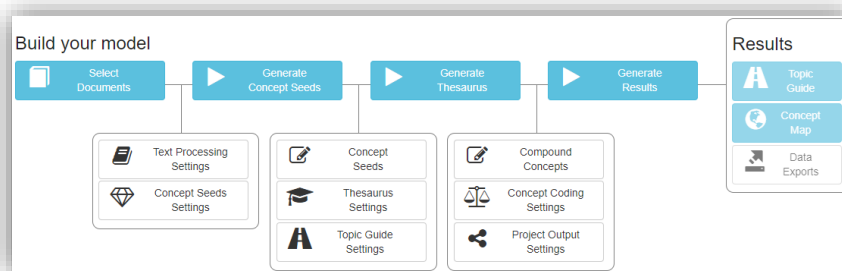 Build your model
Results
Select
Documents
Generate
Concept Seeds
Generate
Thesaurus
Generate
Results
Topic
Guide
Concept
Map
Data
Exports
Text Processing
Settings
Concept Seeds
Settings
Concept
Seeds
Thesaurus
Settings
Topic Guide
Settings
Compound
Concepts
Concept Coding
Settings
Project Output
Settings